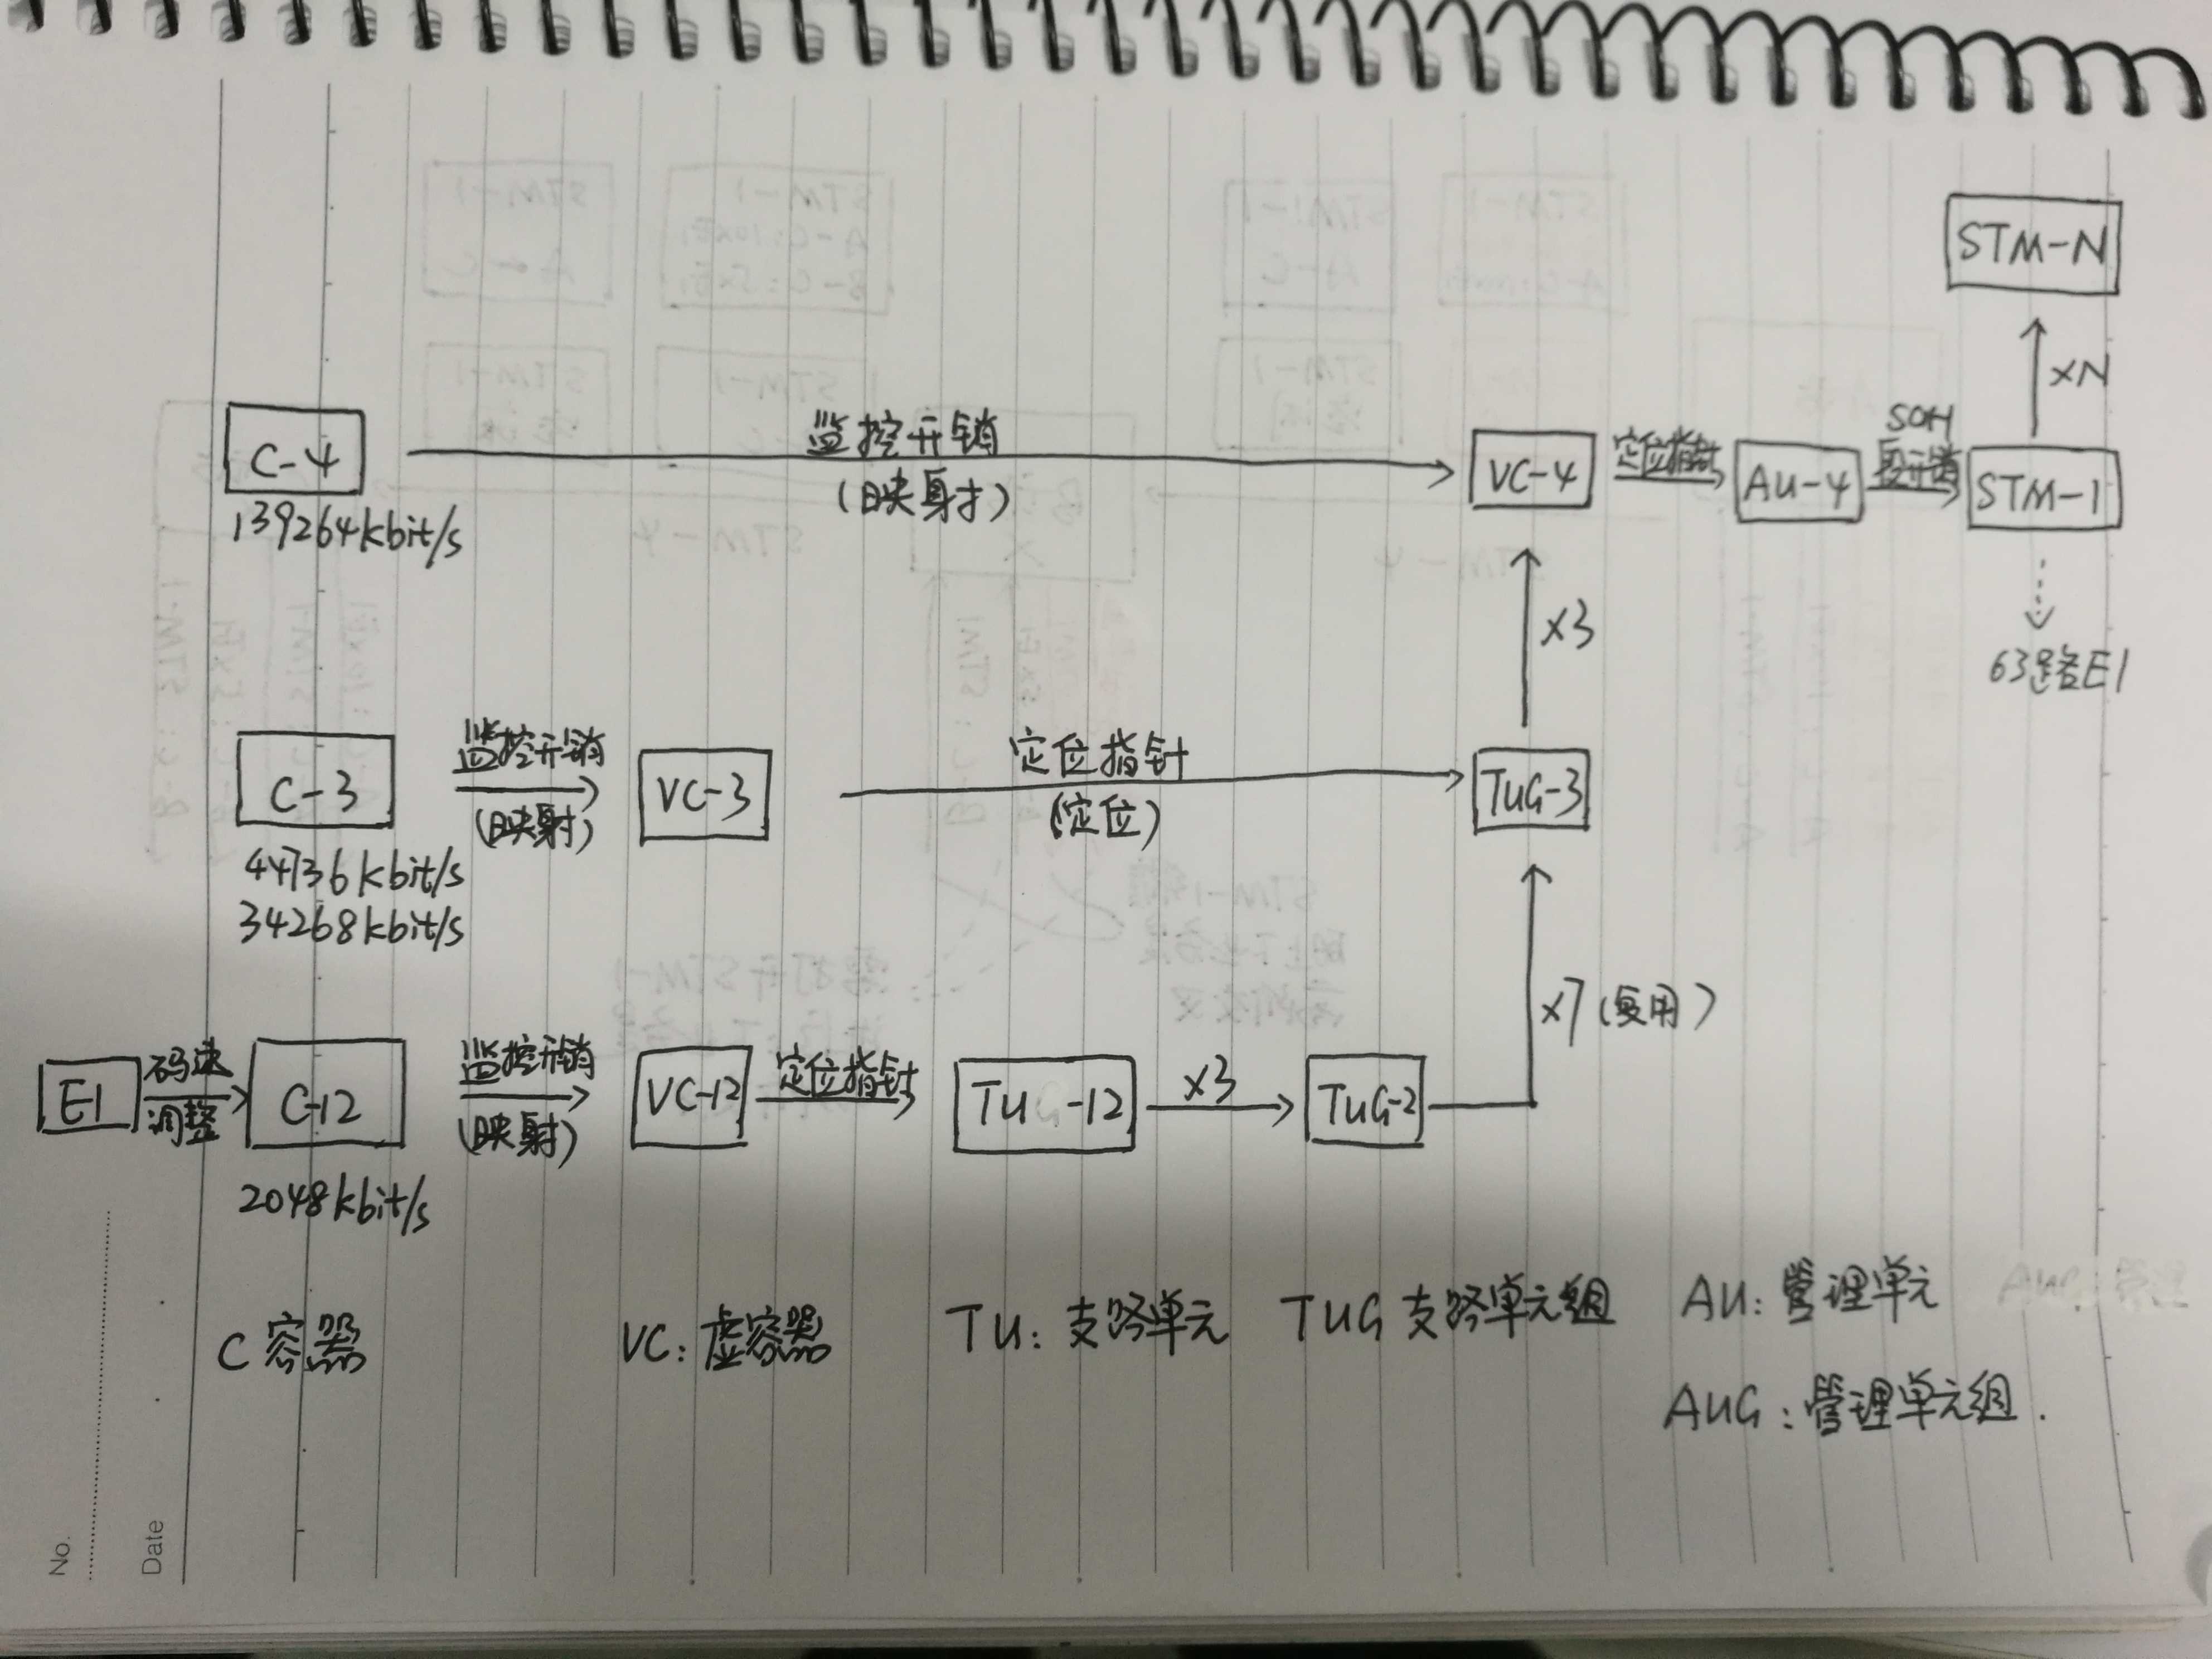 STM-N
×N
C-4
监控开销
(映射)
139264kbit/s
VC-4
定位指针
AU-4
SOH
段开销
STM-1
63路E1
×3
C-3
监控开销
(映射)
VC-3
定位指针
(定位)
TUG-3
44736kbit/s
34268kbit/s
×7(复用)
E1
码速
调整
C-12
监控开销
(映射)
VC-12
定位指针
TU -12
×3
TUG-2
2048kbit/s
C 容器
VC: 虚容器
TU: 支路单元
TUG 支路单元组
AU: 管理单元
AUG: 管理单元组.
No.
Date